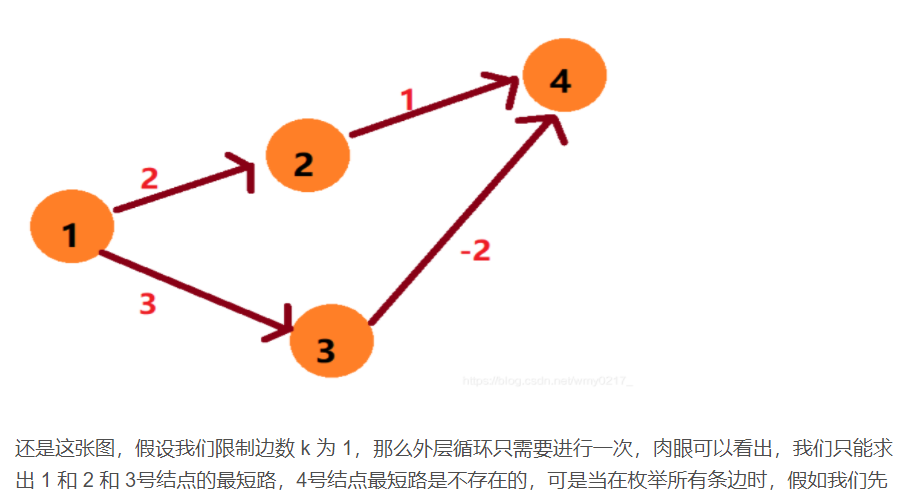 4
1
2
2
1
-2
3
3
https://blog.csdn.net/wmy0217_
还是这张图，假设我们限制边数 k 为 1，那么外层循环只需要进行一次，肉眼可以看出，我们只能求
出 1 和 2 和 3号结点的最短路，4号结点最短路是不存在的，可是当在枚举所有条边时，假如我们先